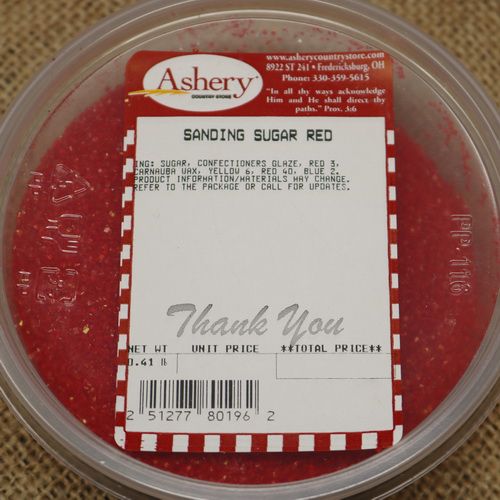 www.asherycountrystore.com
8922 ST 241 • Fredericksburg, OH
Phone: 330-359-5615
"In all thy ways acknowledge
Him and He shall direct thy
paths." Prov. 3:6
Ashery
COUNTRY STORE
SANDING SUGAR RED
ING: SUGAR, CONFECTIONERS GLAZE, RED 3,
CARNAUBA WAX, YELLOW 6, RED 40, BLUE 2.
PRODUCT INFORMATION/MATERIALS MAY CHANGE.
REFER TO THE PACKAGE OR CALL FOR UPDATES.
Thank You
NET WT UNIT PRICE **TOTAL PRICE**
0.41 lb
2 51277 80196 2
PP 116